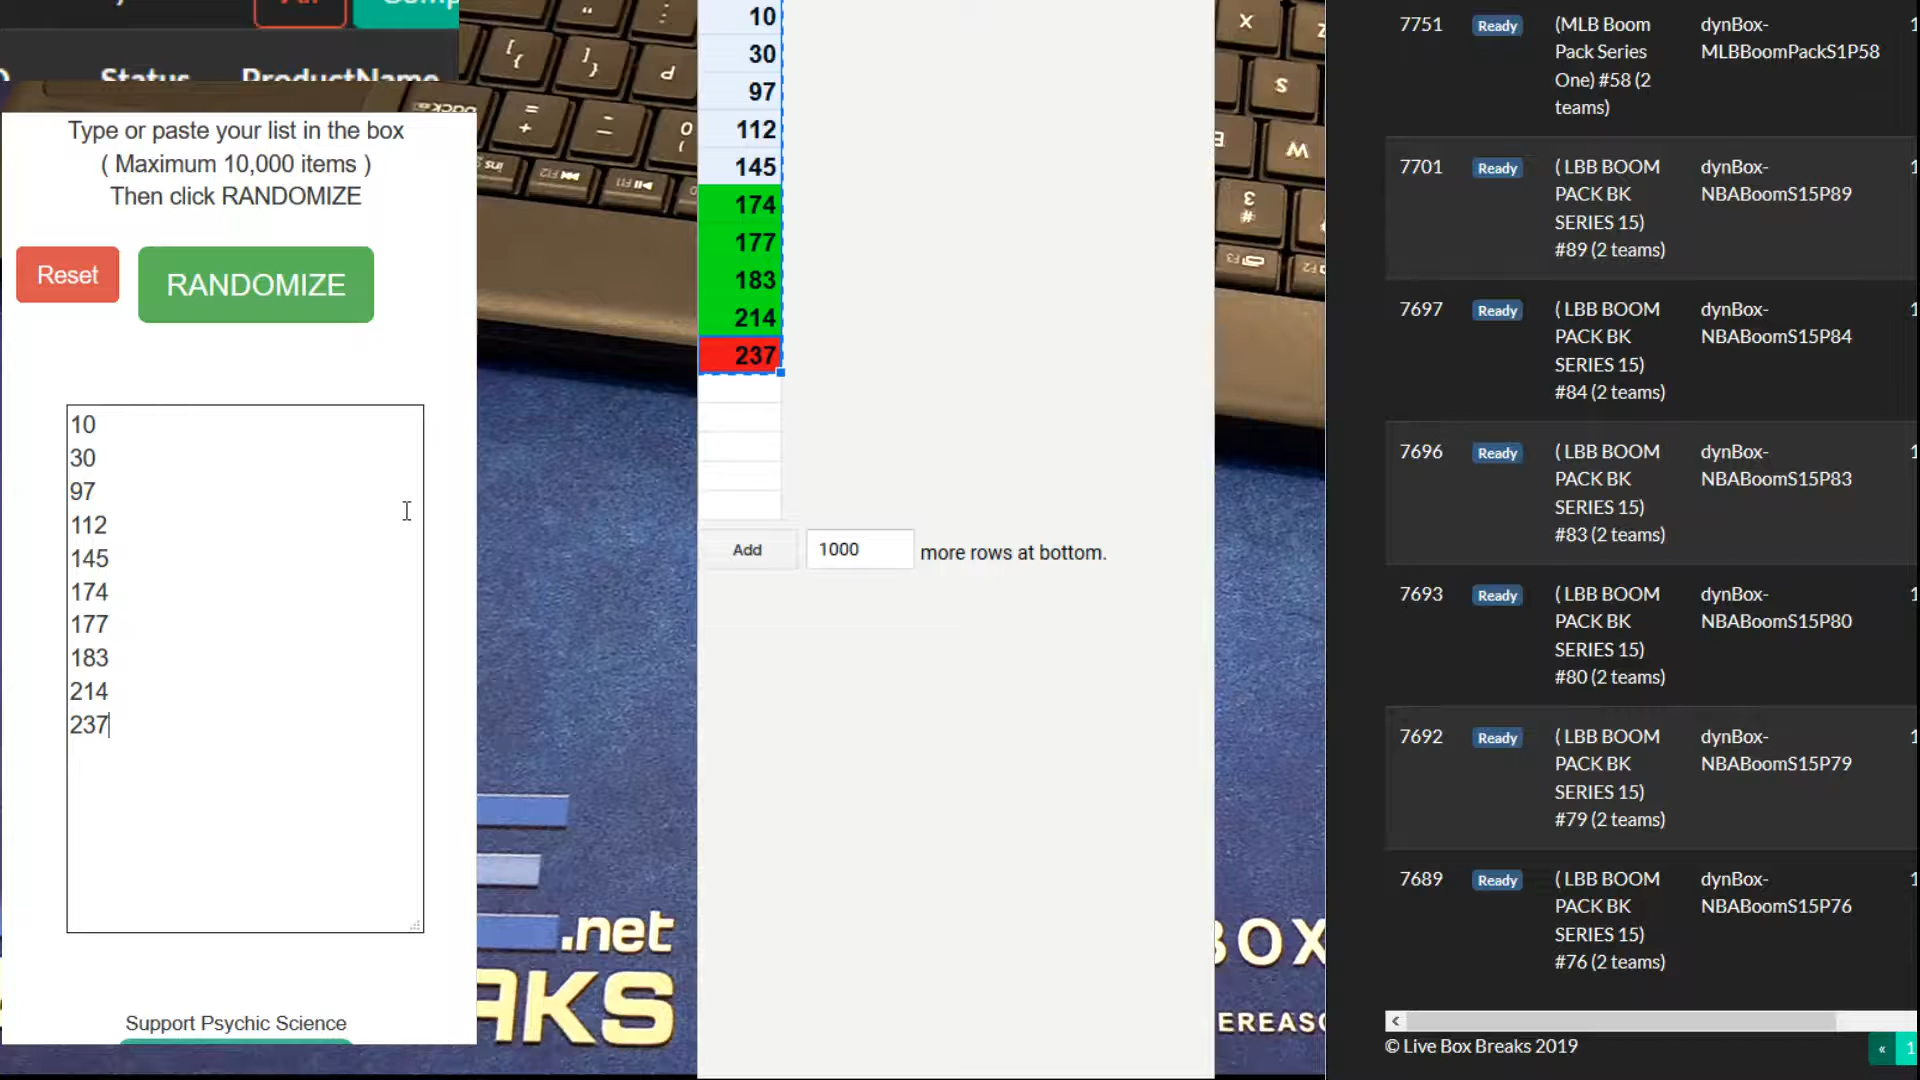 Status
ProductName
Type or paste your list in the box
( Maximum 10,000 items )
Then click RANDOMIZE
Reset
RANDOMIZE
10
30
97
112
145
174
177
183
214
237
Support Psychic Science
10
30
97
112
145
174
177
183
214
237
Add
1000
more rows at bottom.
.net
AKS
BOX
EREAS
7751
Ready
(MLB Boom
Pack Series
One) #58 (2
teams)
dynBox-
MLBBoomPackS1P58
7701
Ready
( LBB BOOM
PACK BK
SERIES 15)
#89 (2 teams)
dynBox-
NBABoomS15P89
7697
Ready
( LBB BOOM
PACK BK
SERIES 15)
#84 (2 teams)
dynBox-
NBABoomS15P84
7696
Ready
( LBB BOOM
PACK BK
SERIES 15)
#83 (2 teams)
dynBox-
NBABoomS15P83
7693
Ready
( LBB BOOM
PACK BK
SERIES 15)
#80 (2 teams)
dynBox-
NBABoomS15P80
7692
Ready
( LBB BOOM
PACK BK
SERIES 15)
#79 (2 teams)
dynBox-
NBABoomS15P79
7689
Ready
( LBB BOOM
PACK BK
SERIES 15)
#76 (2 teams)
dynBox-
NBABoomS15P76
© Live Box Breaks 2019
« 1